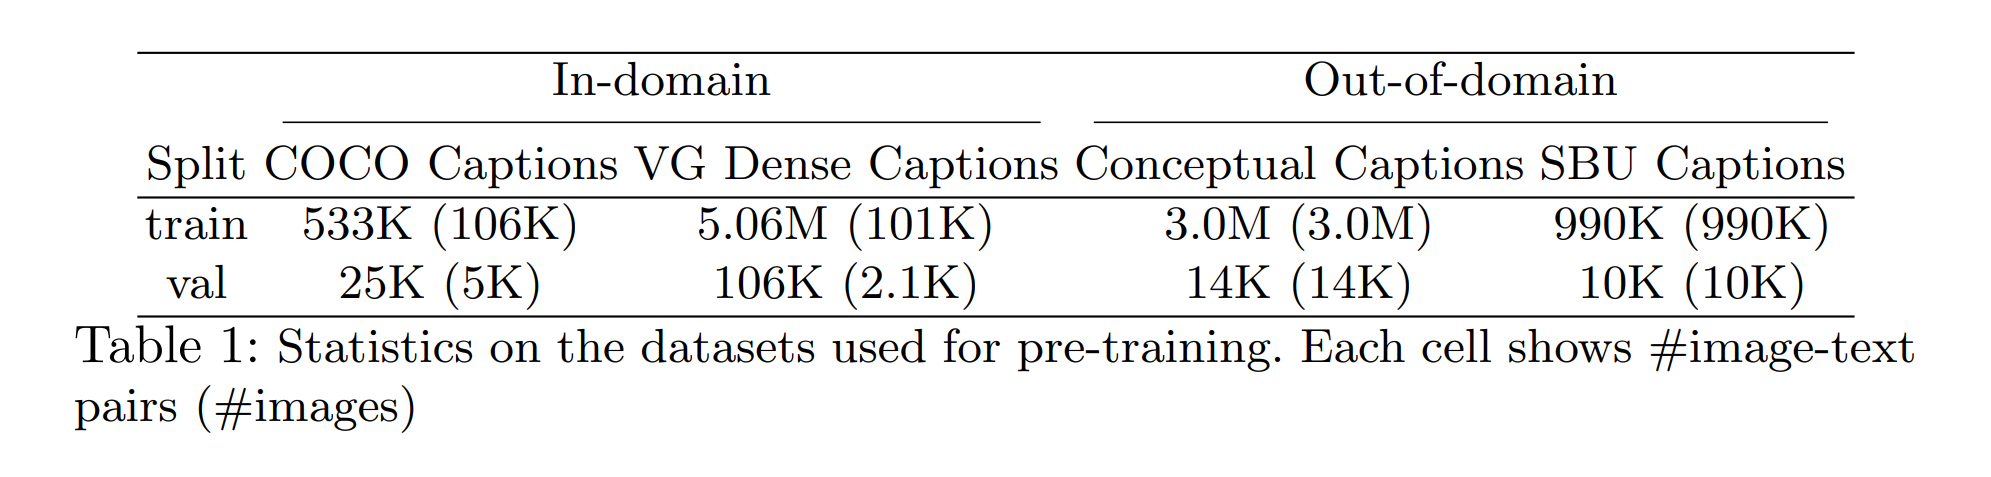 In-domain Out-of-domain
Split COCO Captions VG Dense Captions Conceptual Captions SBU Captions
train 533K (106K) 5.06M (101K) 3.0M (3.0M) 990K (990K)
val 25K (5K) 106K (2.1K) 14K (14K) 10K (10K)
Table 1: Statistics on the datasets used for pre-training. Each cell shows #image-text
pairs (#images)